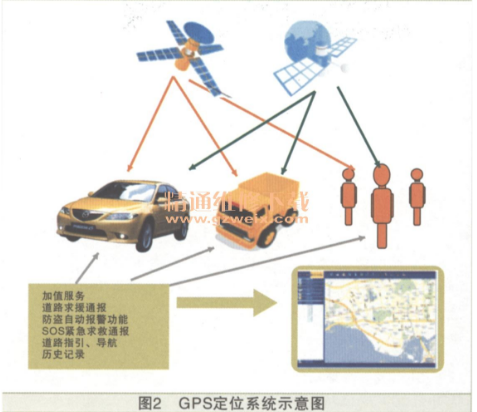 精通维修下载
www.gzweix.com
加值服务
道路求援通报
防盗自动报警功能
SOS紧急求救通报
道路指引、导航
历史记录
图2 GPS定位系统示意图